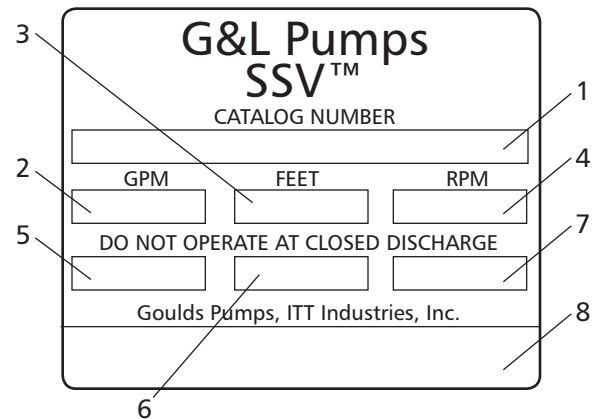 3
G&L Pumps
SSV™
CATALOG NUMBER
1
2
GPM FEET RPM
4
5
DO NOT OPERATE AT CLOSED DISCHARGE
7
Goulds Pumps, ITT Industries, Inc.
8
6